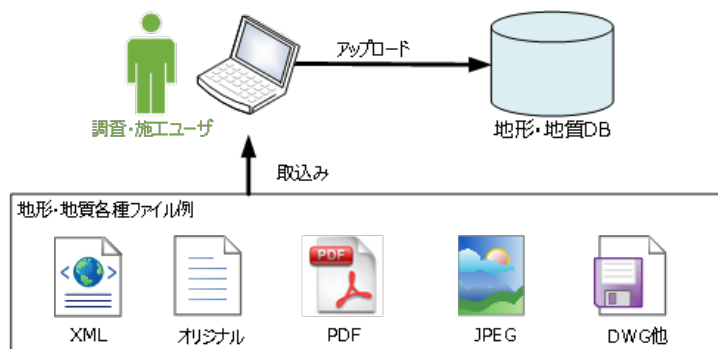 アップロード
調査・施工ユーザ
地形・地質DB
取込み
地形・地質各種ファイル例
PDF
XML
オリジナル
PDF
JPEG
DWG他